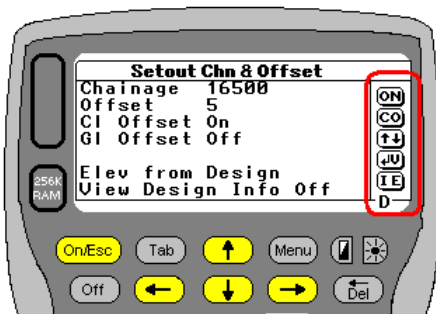 Setout Chn & Offset
Chainage 16500
Offset 5
Cl Offset On
Gl Offset Off
Elev from Design
View Design Info Off
ON
CO
↑↓
↵U
IE
D
256K
RAM
On/Esc Tab ↑ Menu
Off ← ↓ → Del